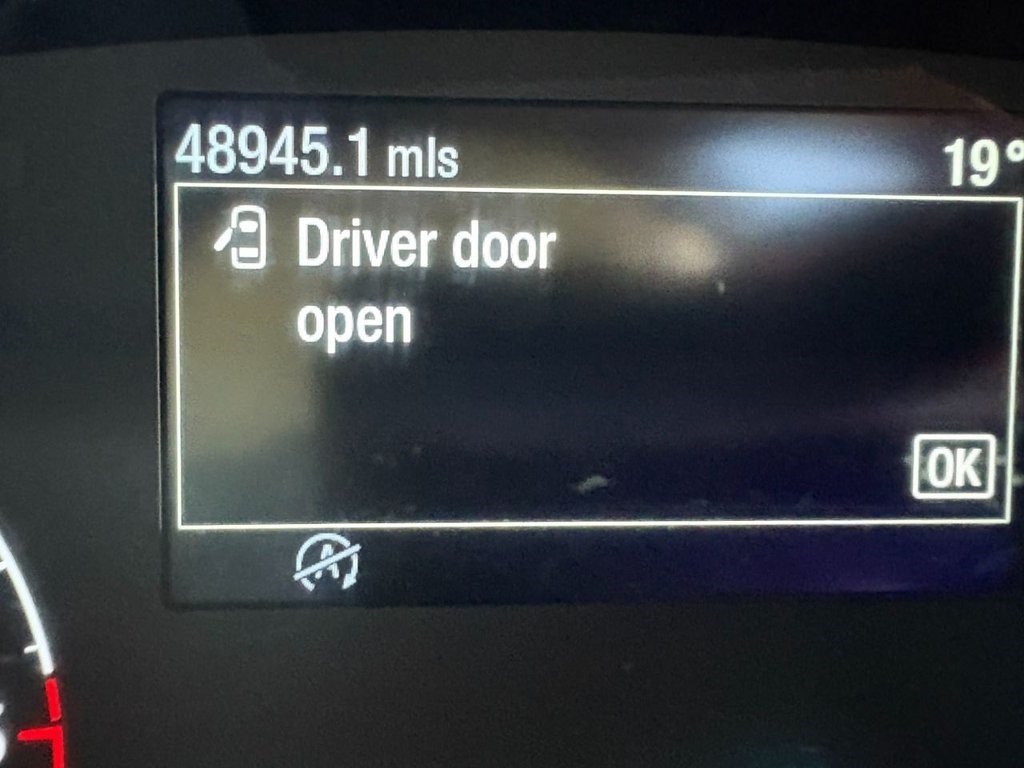 48945.1 mls
19°
Driver door
open
OK
A